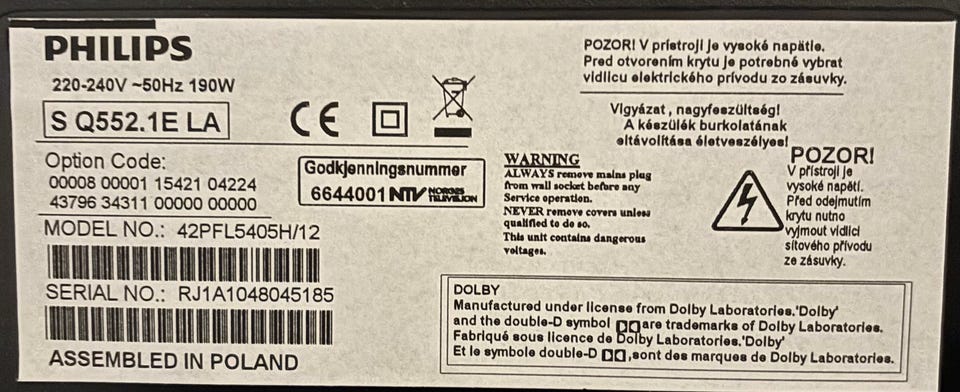 PHILIPS
220-240V ~50Hz 190W
S Q552.1E LA
Option Code:
00008 00001 15421 04224
43796 34311 00000 00000
MODEL NO.: 42PFL5405H/12
SERIAL NO.: RJ1A1048045185
ASSEMBLED IN POLAND
CE
Godkjenningsnummer
6644001 NTV NORGES TELEVISJON
POZOR! V prístroji je vysoké napätie.
Pred otvorením krytu je potrebné vybrat
vidlicu elektrického prívodu zo zásuvky.
Vigyázat, nagyfeszültség!
A készülék burkolatának
eltávolítása életveszélyes!
WARNING
ALWAYS remove mains plug
from wall socket before any
Service operation.
NEVER remove covers unless
qualified to do so.
This unit contains dangerous
voltages.
POZOR!
V přístroji je
vysoké napětí.
Před odejmutím
krytu nutno
vyjmout vidlici
síťového přívodu
ze zásuvky.
DOLBY
Manufactured under license from Dolby Laboratories.'Dolby'
and the double-D symbol are trademarks of Dolby Laboratories.
Fabriqué sous licence de Dolby Laboratories.'Dolby'
Et le symbole double-D ,sont des marques de Dolby Laboratories.